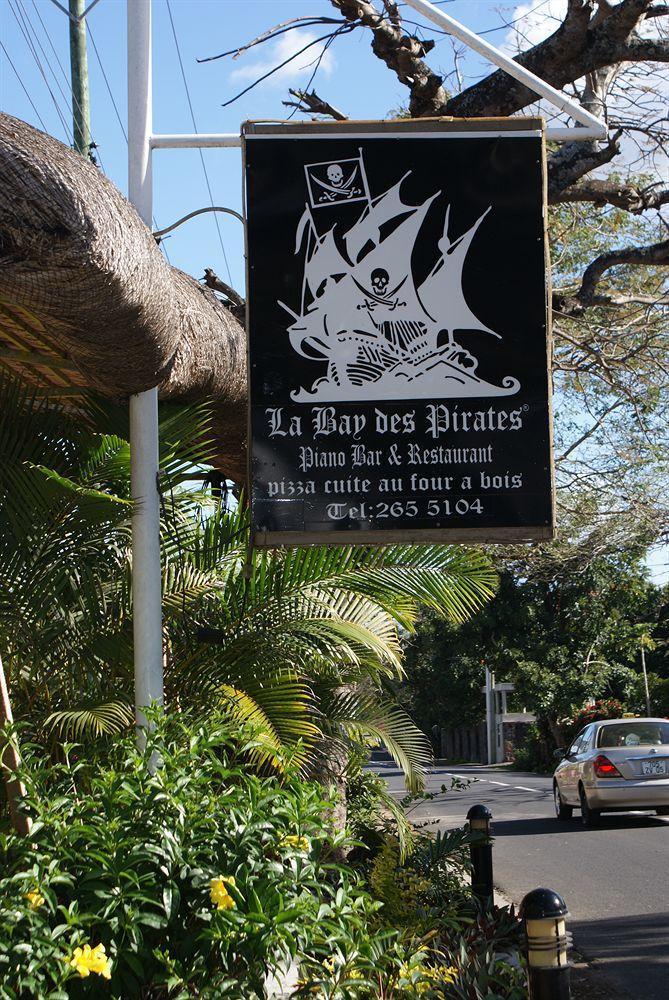 La Bay des Pirates®
Piano Bar & Restaurant
pizza cuite au four a bois
Tel:265 5104